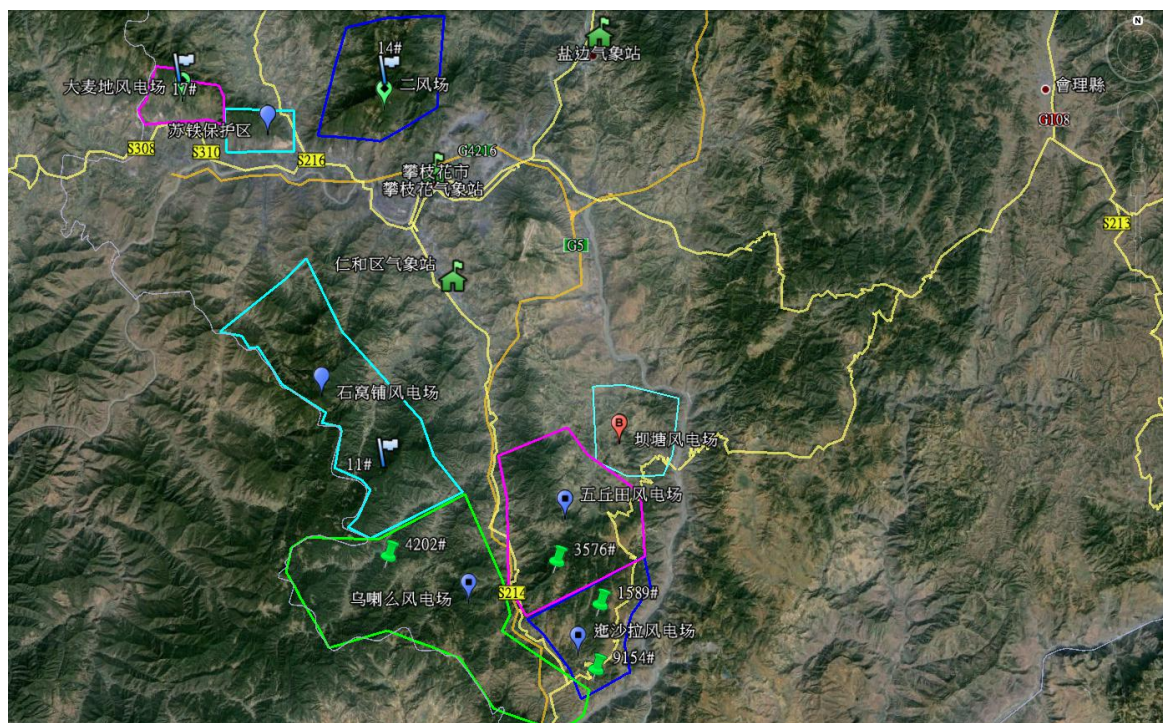 N
14#
盐边气象站
大麦地风电场
17#
二风场
會理縣
苏铁保护区
G108
S308
S310
S216
G4216
攀枝花市
攀枝花气象站
S213
G5
仁和区气象站
石窝铺风电场
坝塘风电场
11#
五丘田风电场
4202#
3576#
乌喇么风电场
S214
1589#
迤沙拉风电场
9154#